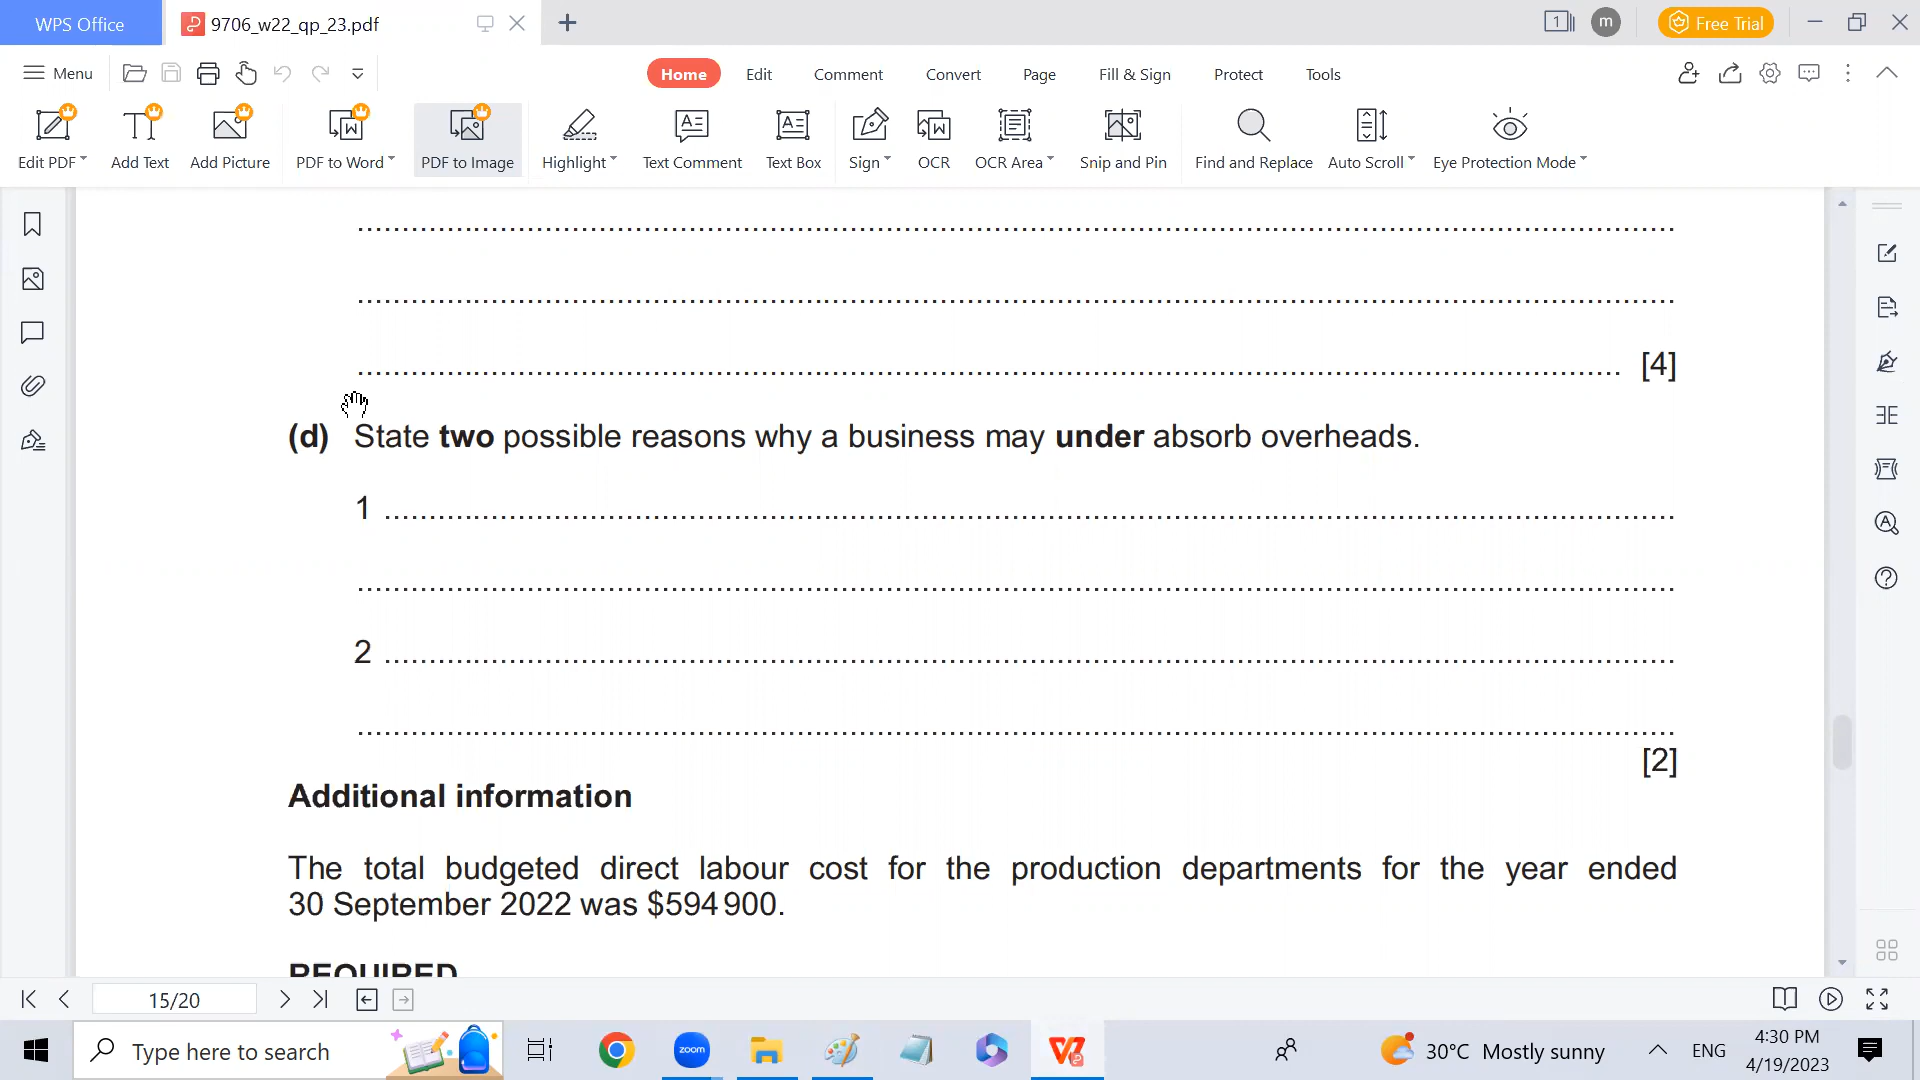 WPS Office
9706_w22_qp_23.pdf
1
m
Free Trial
Menu
Home
Edit
Comment
Convert
Page
Fill & Sign
Protect
Tools
Edit PDF
Add Text
Add Picture
PDF to Word
PDF to Image
Highlight
Text Comment
Text Box
Sign
OCR
OCR Area
Snip and Pin
Find and Replace
Auto Scroll
Eye Protection Mode
[4]
(d) State two possible reasons why a business may under absorb overheads.
1
2
[2]
Additional information
The total budgeted direct labour cost for the production departments for the year ended
30 September 2022 was $594 900.
REQUIRED
15/20
Type here to search
zoom
30°C Mostly sunny
ENG
4:30 PM
4/19/2023